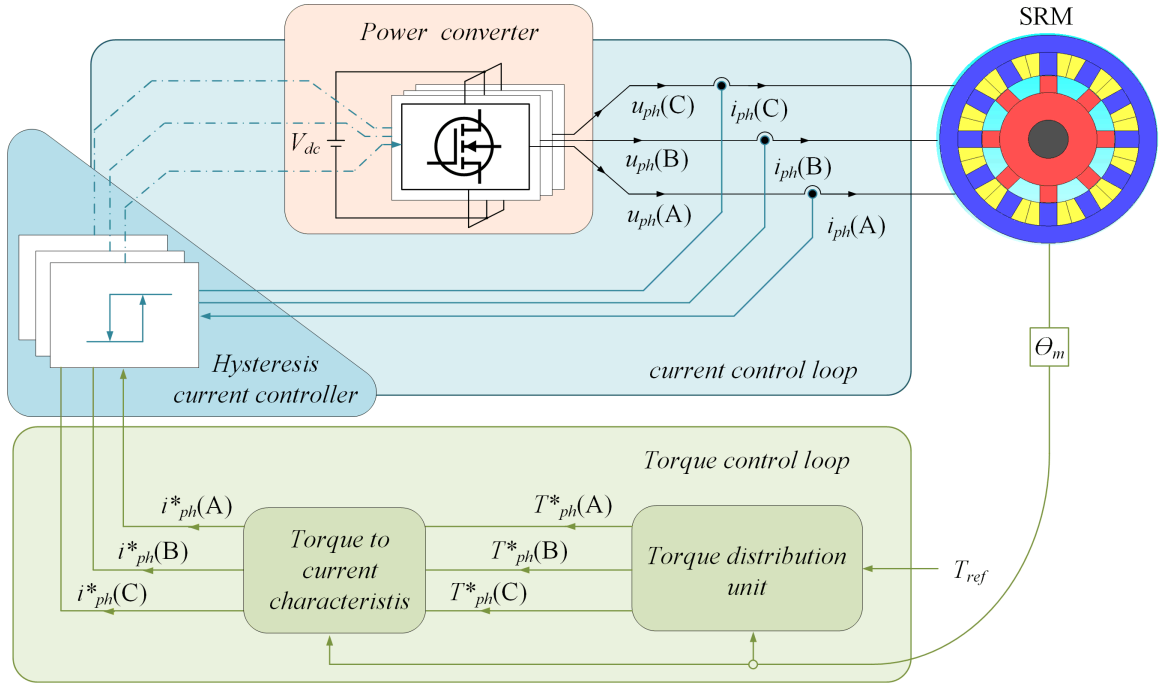 SRM
Power converter
V_dc
u_ph(C)
i_ph(C)
u_ph(B)
i_ph(B)
u_ph(A)
i_ph(A)
Ɵ_m
Hysteresis
current controller
current control loop
Torque control loop
i*_ph(A)
i*_ph(B)
i*_ph(C)
Torque to
current
characteristis
T*_ph(A)
T*_ph(B)
T*_ph(C)
Torque distribution
unit
T_ref